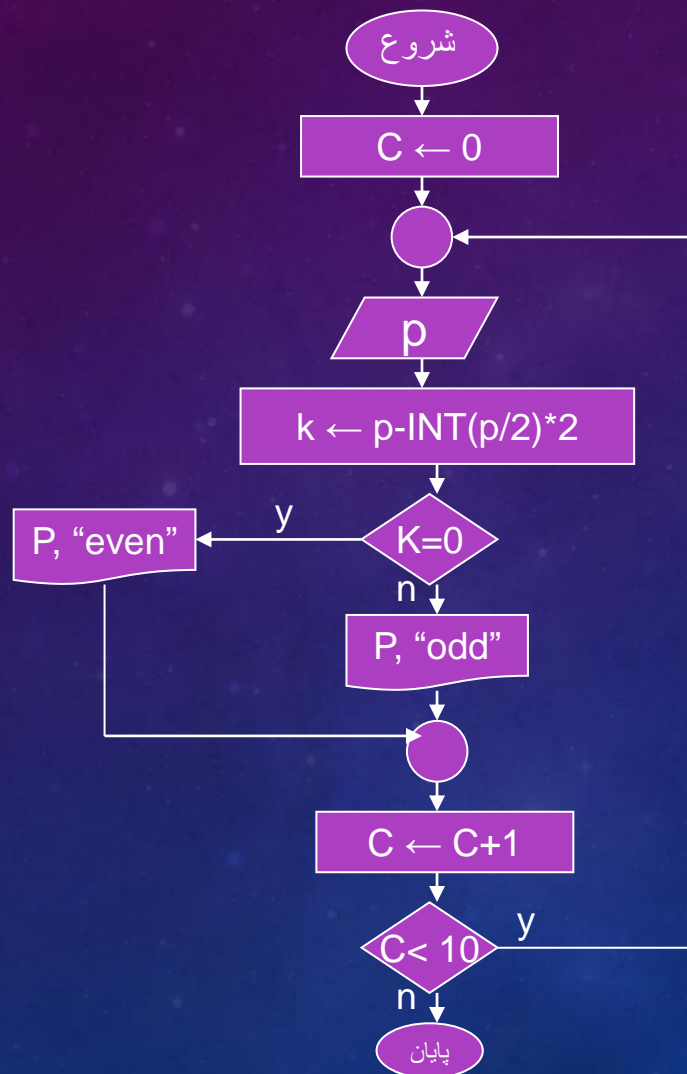 شروع
C ← 0
p
k ← p-INT(p/2)*2
K=0
y
P, “even”
n
P, “odd”
C ← C+1
C< 10
y
n
پایان